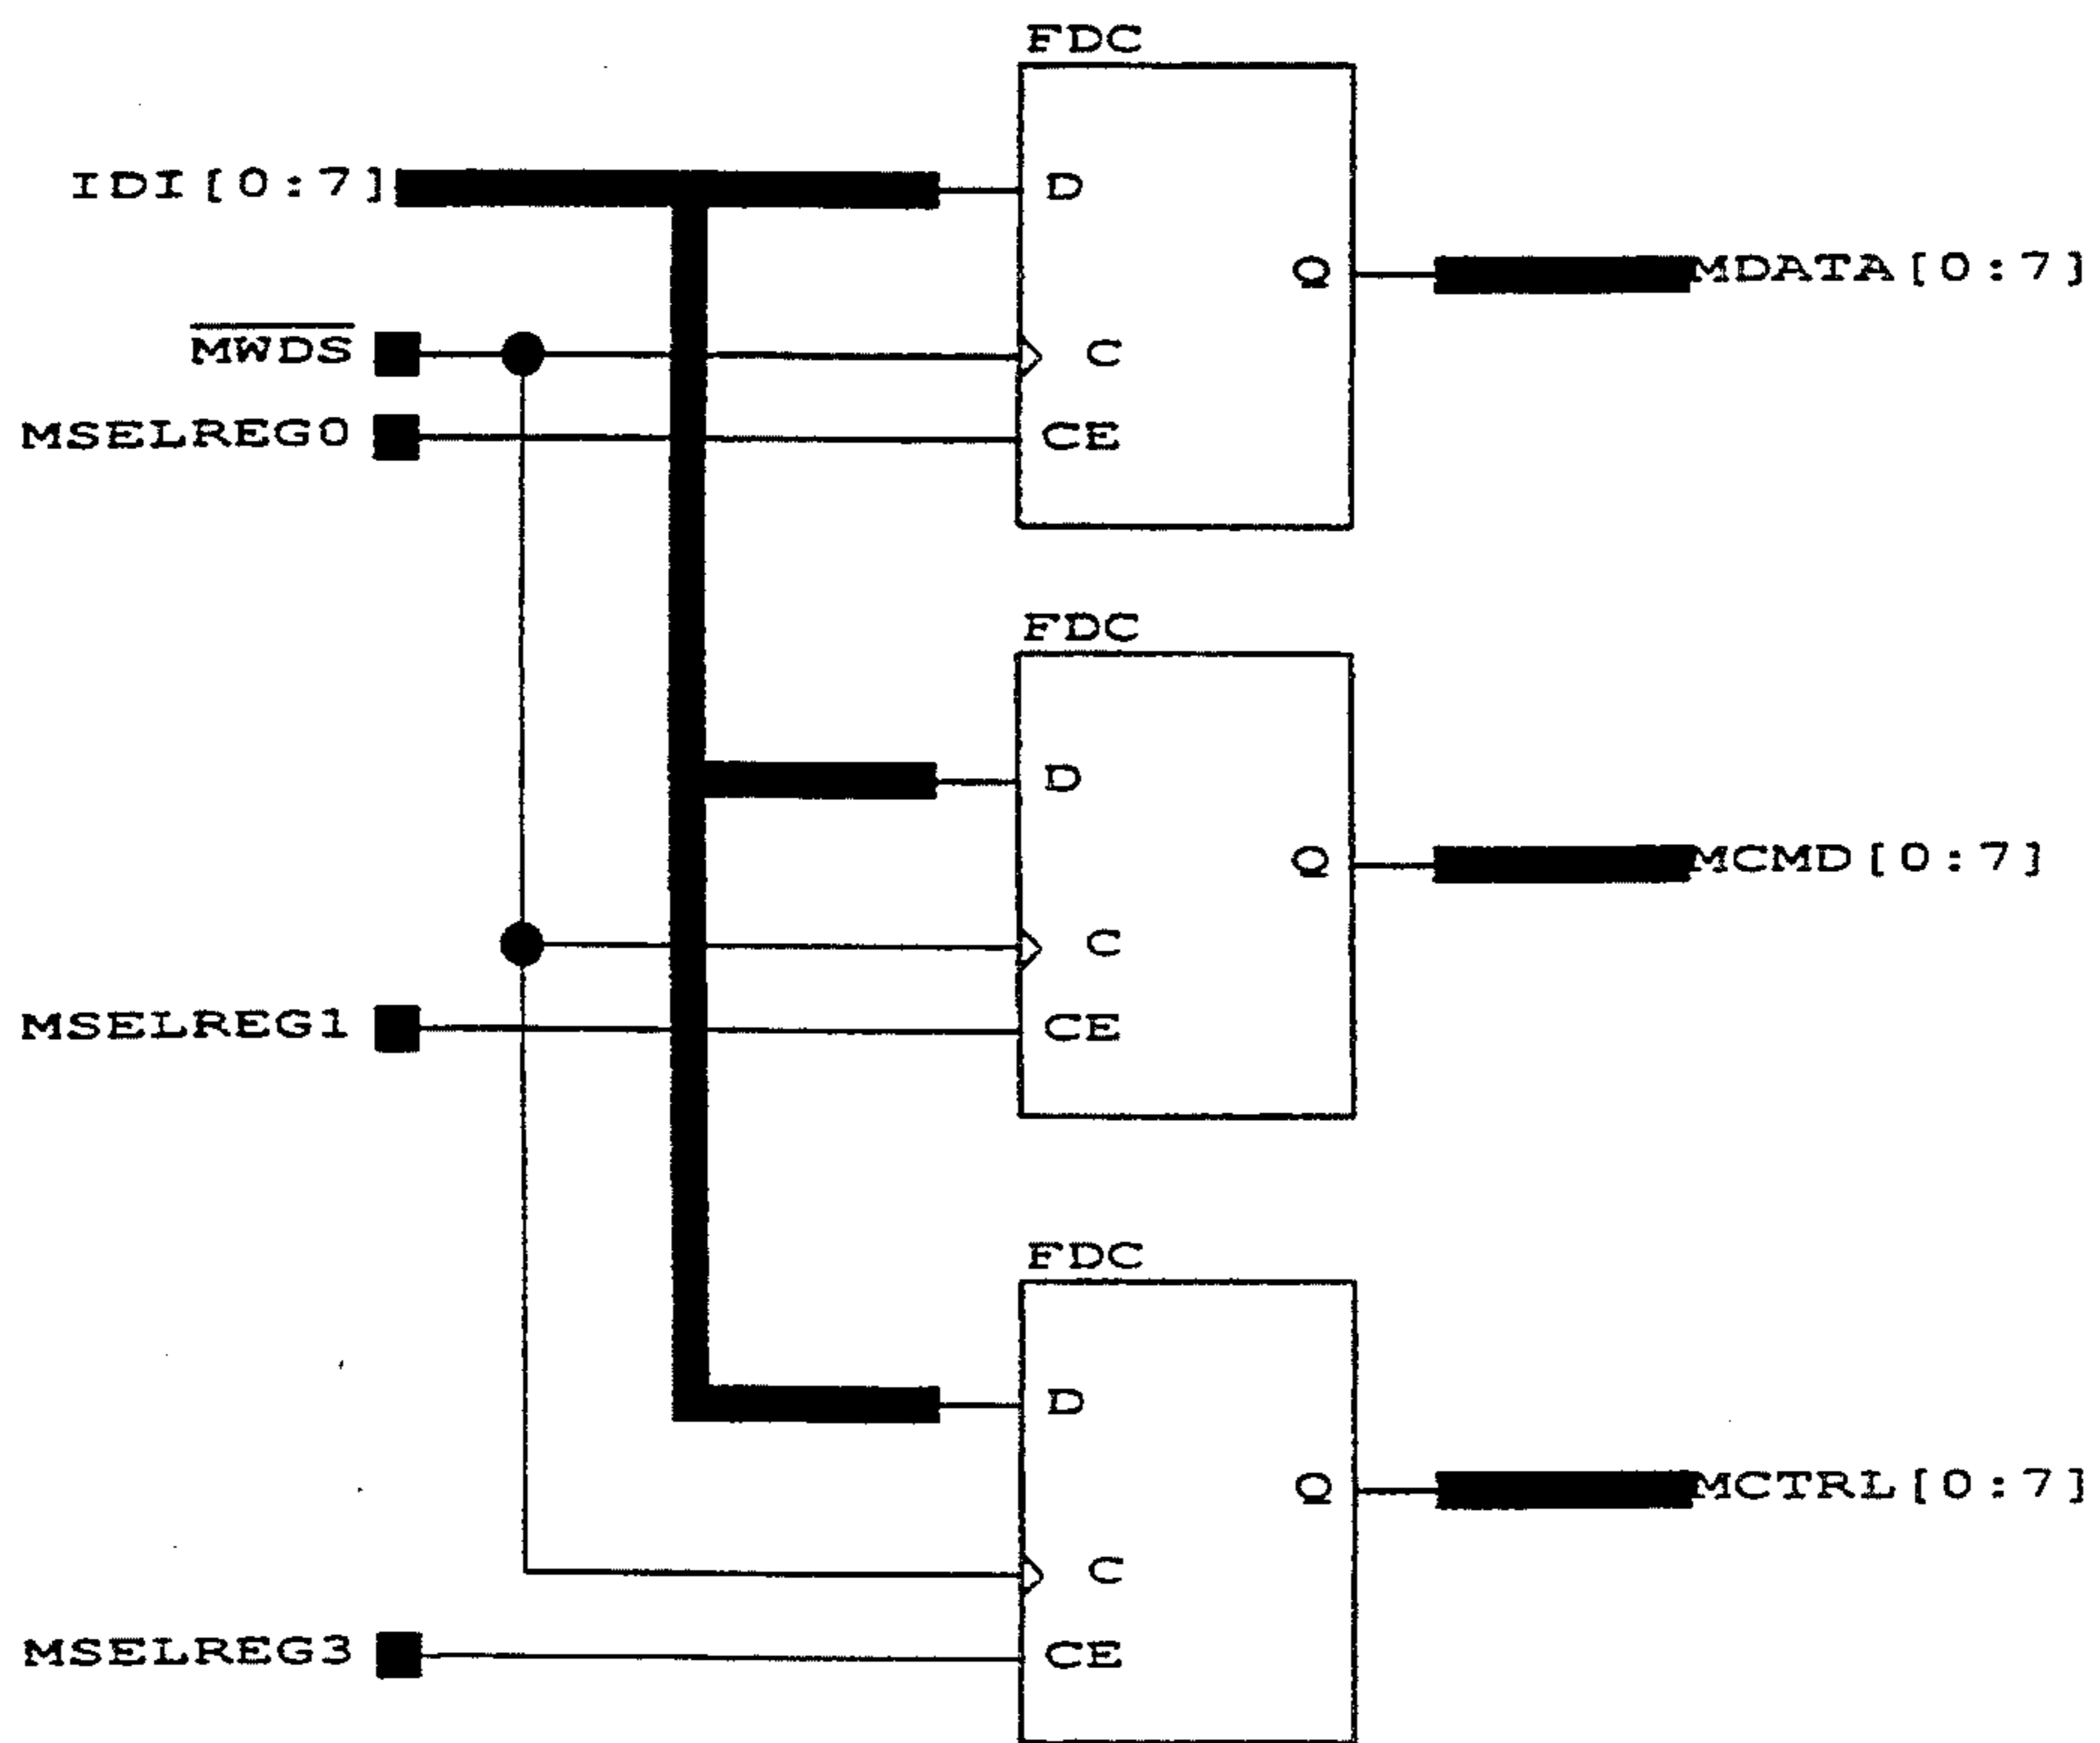 FDC
IDI[0:7]
D
Q
MDATA[0:7]
MWDS
C
MSELREG0
CE
FDC
D
Q
MCMD[0:7]
C
MSELREG1
CE
FDC
D
Q
MCTRL[0:7]
C
MSELREG3
CE